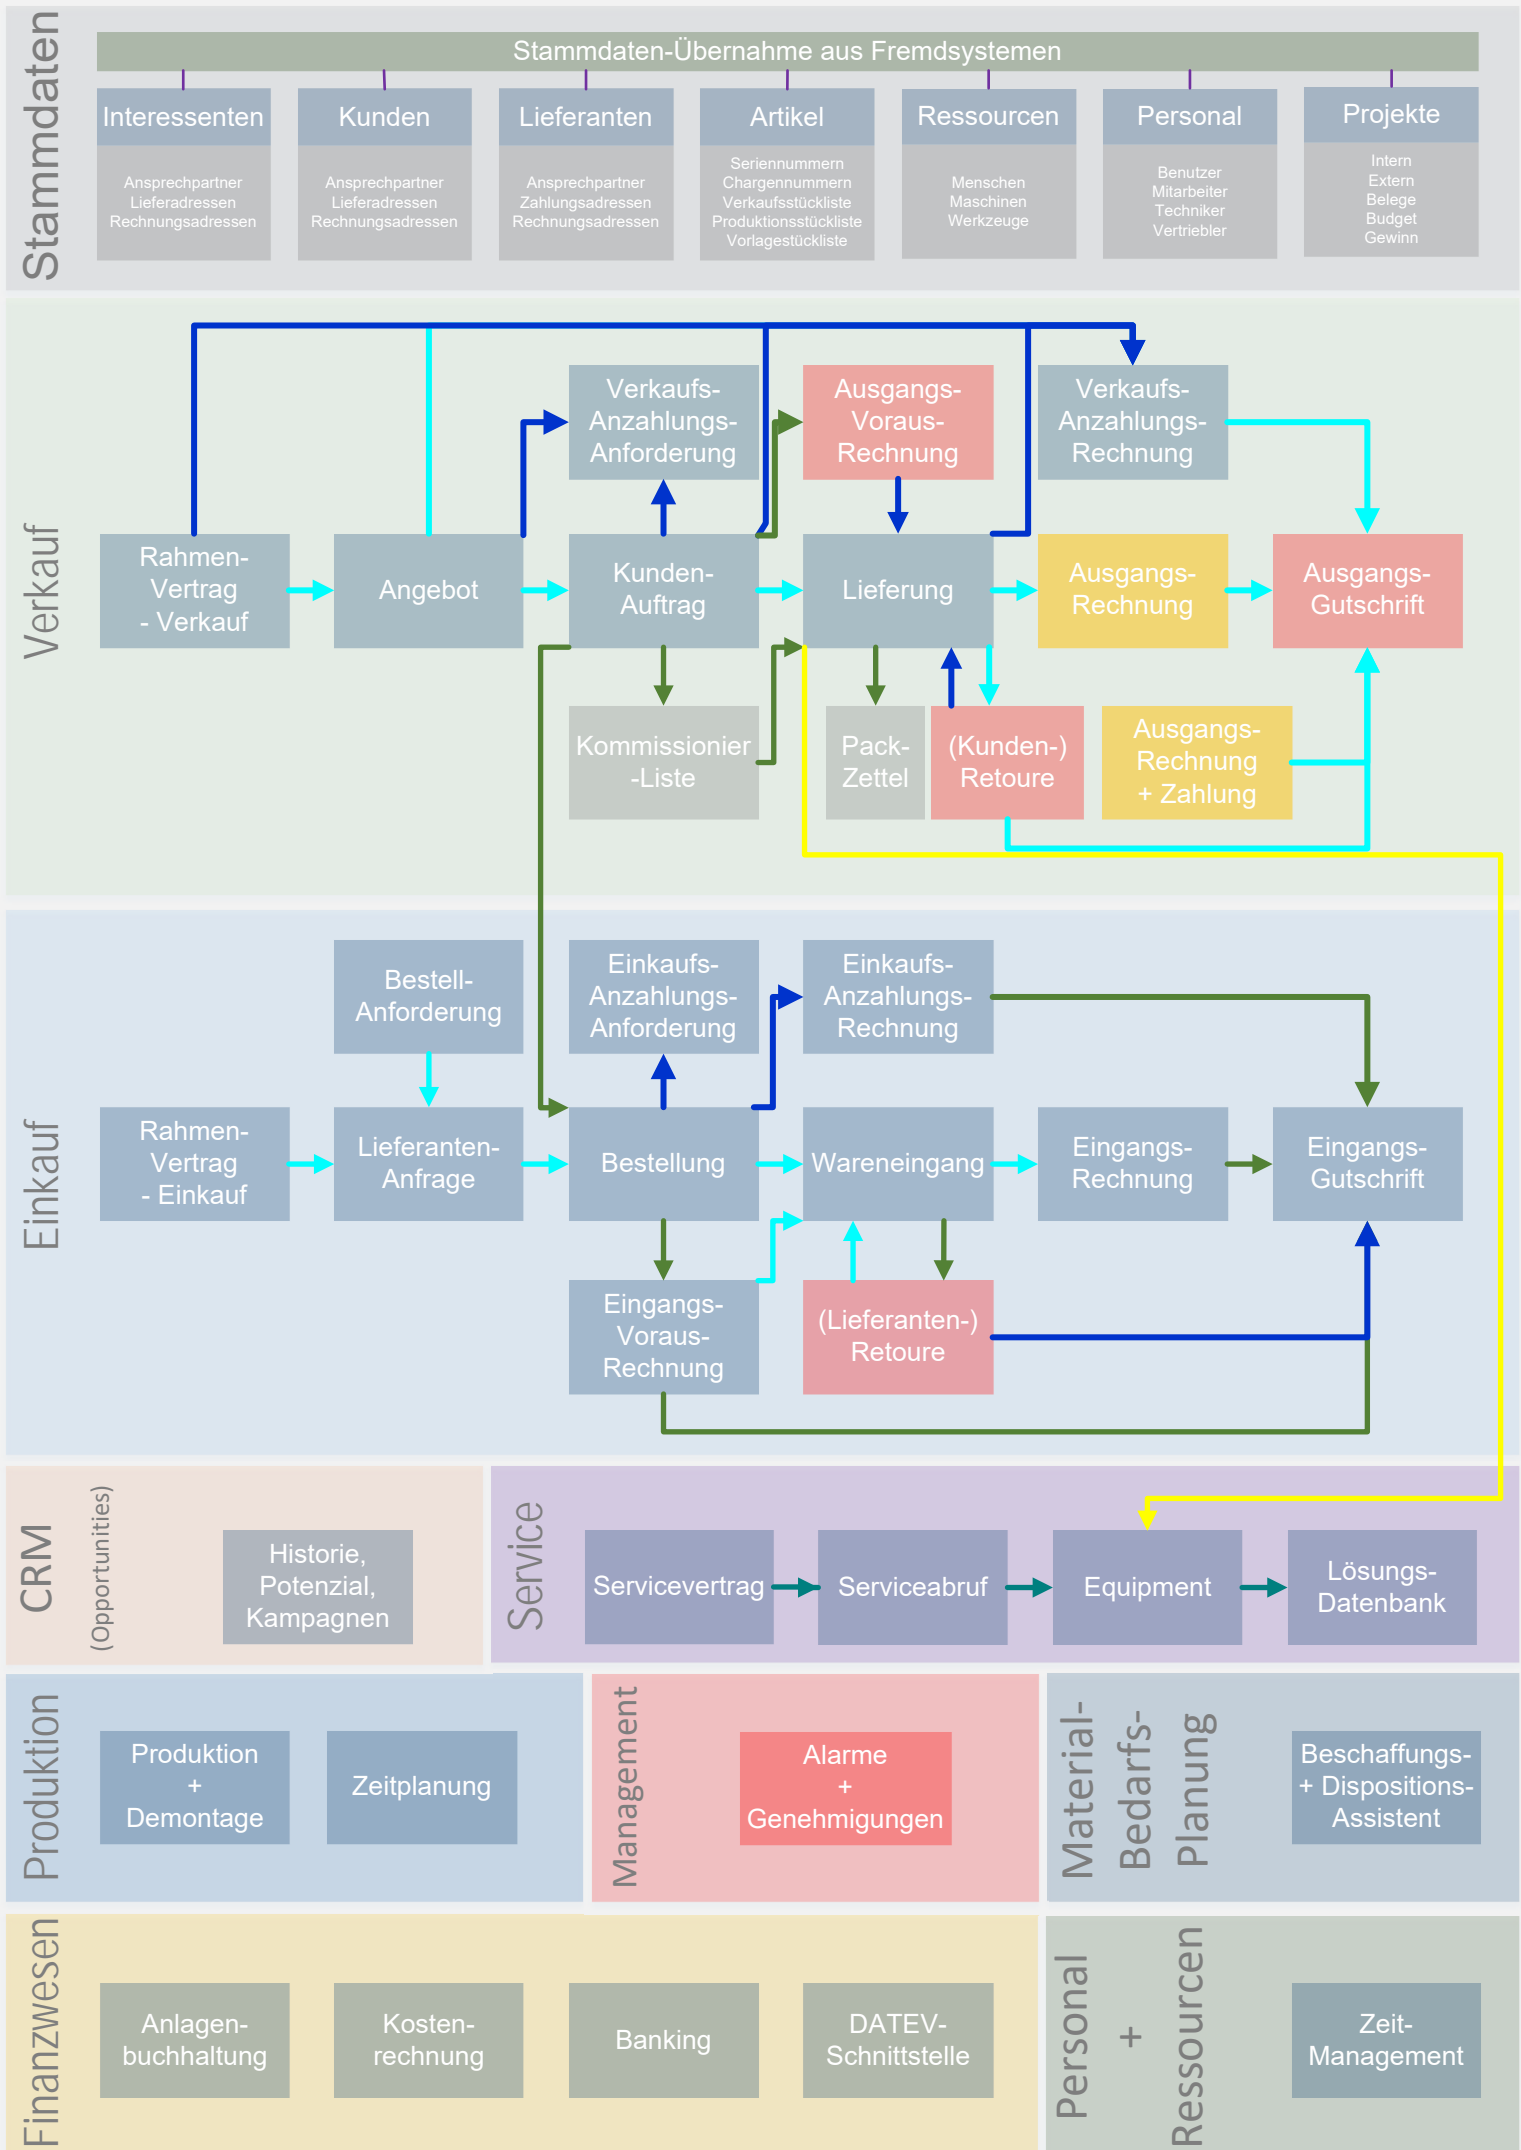 Stammdaten
Stammdaten-Übernahme aus Fremdsystemen
Interessenten
Ansprechpartner
Lieferadressen
Rechnungsadressen
Kunden
Ansprechpartner
Lieferadressen
Rechnungsadressen
Lieferanten
Ansprechpartner
Zahlungsadressen
Rechnungsadressen
Artikel
Seriennummern
Chargennummern
Verkaufsstückliste
Produktionsstückliste
Vorlagestückliste
Ressourcen
Menschen
Maschinen
Werkzeuge
Personal
Benutzer
Mitarbeiter
Techniker
Vertriebler
Projekte
Intern
Extern
Belege
Budget
Gewinn
Verkauf
Verkaufs-
Anzahlungs-
Anforderung
Ausgangs-
Voraus-
Rechnung
Verkaufs-
Anzahlungs-
Rechnung
Rahmen-
Vertrag
- Verkauf
Angebot
Kunden-
Auftrag
Lieferung
Ausgangs-
Rechnung
Ausgangs-
Gutschrift
Kommissionier
-Liste
Pack-
Zettel
(Kunden-)
Retoure
Ausgangs-
Rechnung
+ Zahlung
Einkauf
Bestell-
Anforderung
Einkaufs-
Anzahlungs-
Anforderung
Einkaufs-
Anzahlungs-
Rechnung
Rahmen-
Vertrag
- Einkauf
Lieferanten-
Anfrage
Bestellung
Wareneingang
Eingangs-
Rechnung
Eingangs-
Gutschrift
Eingangs-
Voraus-
Rechnung
(Lieferanten-)
Retoure
CRM
(Opportunities)
Historie,
Potenzial,
Kampagnen
Service
Servicevertrag
Serviceabruf
Equipment
Lösungs-
Datenbank
Produktion
Produktion
+
Demontage
Zeitplanung
Management
Alarme
+
Genehmigungen
Material-
Bedarfs-
Planung
Beschaffungs-
+ Dispositions-
Assistent
Finanzwesen
Anlagen-
buchhaltung
Kosten-
rechnung
Banking
DATEV-
Schnittstelle
Personal
+
Ressourcen
Zeit-
Management